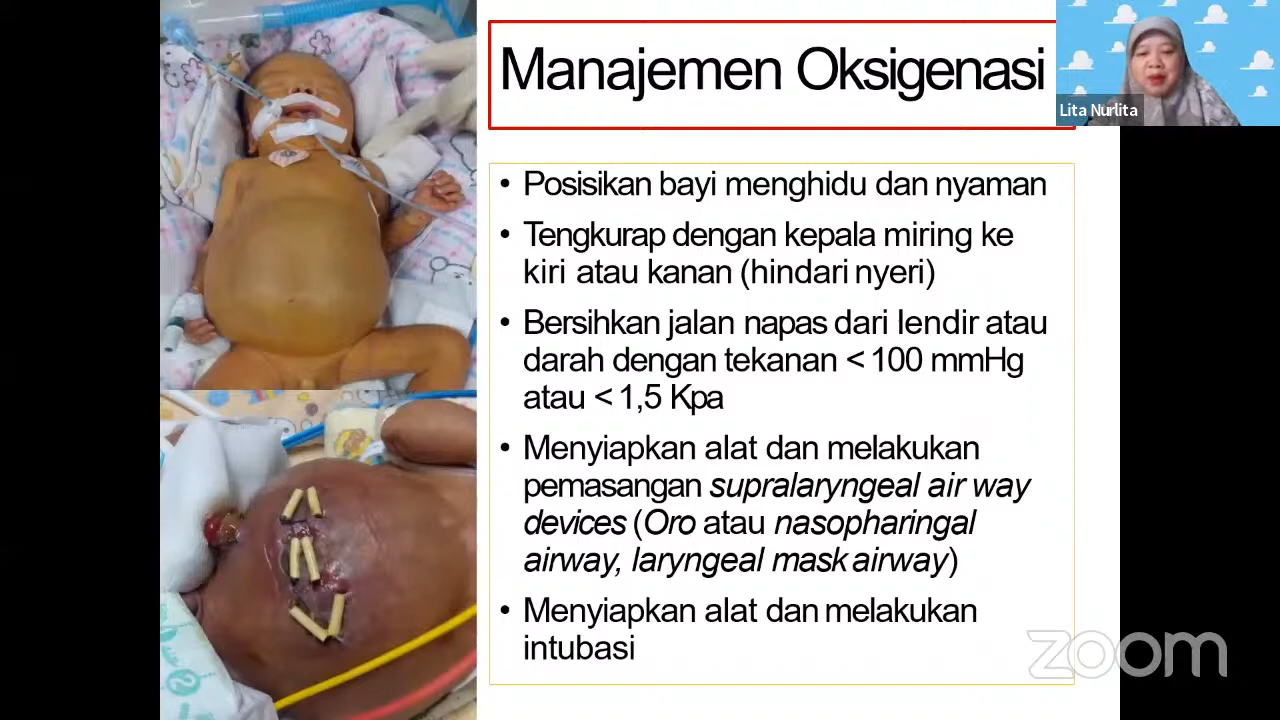 Manajemen Oksigenasi
Lita Nurlita
• Posisikan bayi menghidu dan nyaman
• Tengkurap dengan kepala miring ke
kiri atau kanan (hindari nyeri)
• Bersihkan jalan napas dari lendir atau
darah dengan tekanan < 100 mmHg
atau < 1,5 Kpa
• Menyiapkan alat dan melakukan
pemasangan supralaryngeal air way
devices (Oro atau nasopharingal
airway, laryngeal mask airway)
• Menyiapkan alat dan melakukan
intubasi
zoom